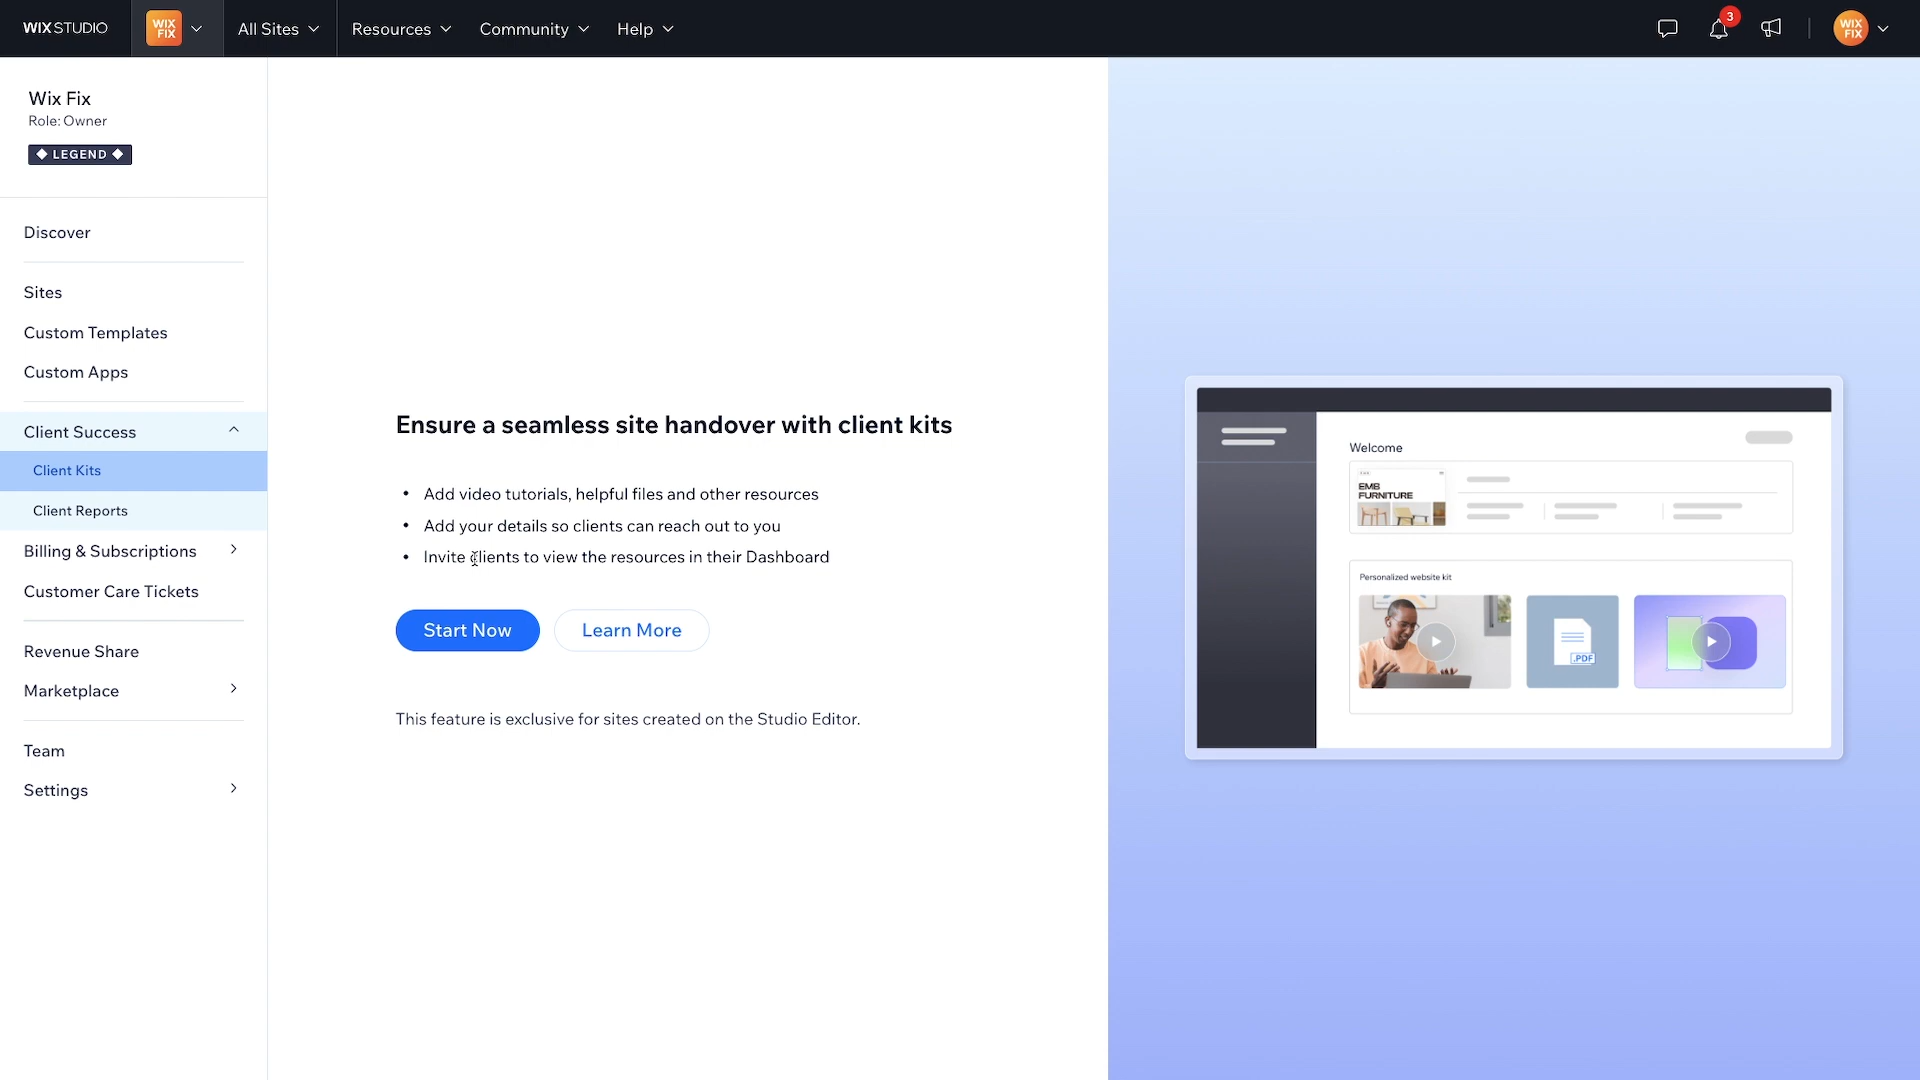 WIX STUDIO
WIX FIX
All Sites
Resources
Community
Help
3
WIX FIX
Wix Fix
Role: Owner
LEGEND
Discover
Sites
Custom Templates
Custom Apps
Client Success
Client Kits
Client Reports
Billing & Subscriptions
Customer Care Tickets
Revenue Share
Marketplace
Team
Settings
Ensure a seamless site handover with client kits
• Add video tutorials, helpful files and other resources
• Add your details so clients can reach out to you
• Invite clients to view the resources in their Dashboard
Start Now
Learn More
This feature is exclusive for sites created on the Studio Editor.
Welcome
EMB
FURNITURE
Personalized website kit
.PDF